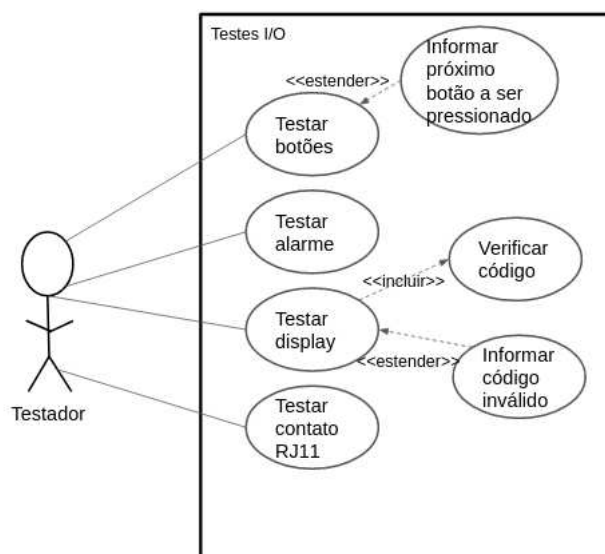 Testes I/O
Informar
próximo
botão a ser
pressionado
<<estender>>
Testar
botões
Testar
alarme
Verificar
código
<<incluir>>
Testar
display
<<estender>>
Informar
código
inválido
Testador
Testar
contato
RJ11